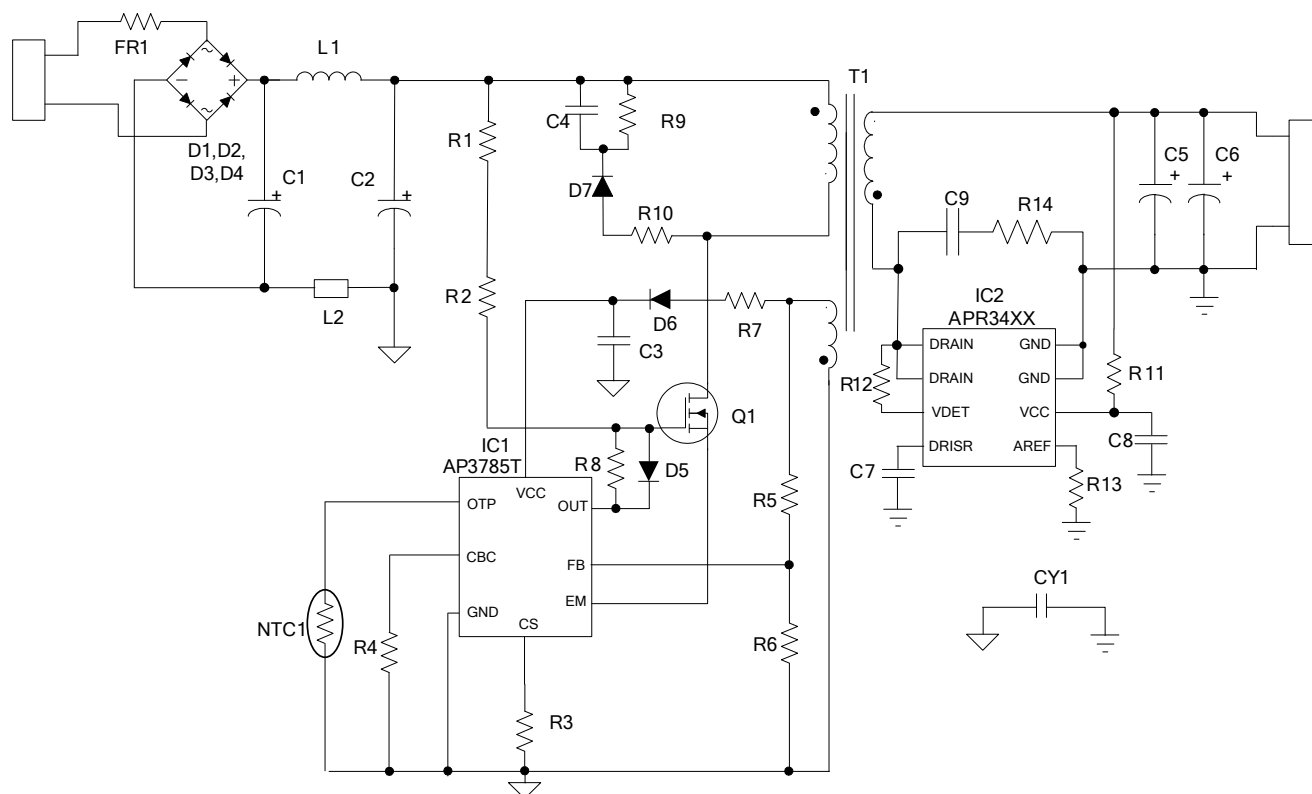 FR1
L1
T1
D1,D2,
D3,D4
C1
C2
L2
R1
R2
C4
R9
D7
R10
C3
D6
R7
Q1
C5
+
C6
+
C9
R14
IC2
APR34XX
DRAIN
GND
DRAIN
GND
VDET
VCC
DRISR
AREF
R12
R11
C7
C8
R13
IC1
AP3785T
R8
D5
VCC
OTP
OUT
CBC
FB
GND
EM
CS
NTC1
R4
R3
R5
R6
CY1